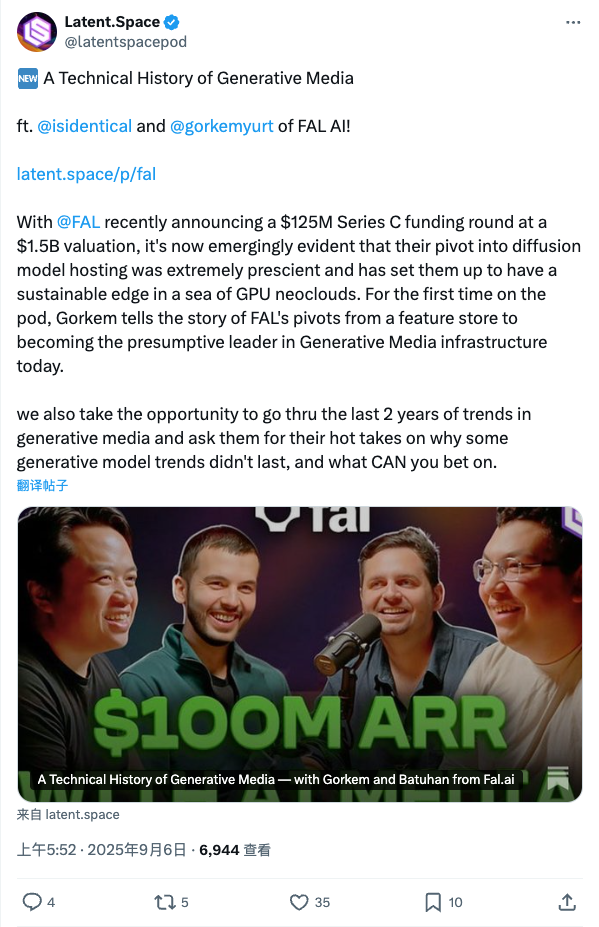 Latent.Space
@latentspacepod
NEW A Technical History of Generative Media
ft. @isidentical and @gorkemyurt of FAL AI!
latent.space/p/fal
With @FAL recently announcing a $125M Series C funding round at a
$1.5B valuation, it's now emergingly evident that their pivot into diffusion
model hosting was extremely prescient and has set them up to have a
sustainable edge in a sea of GPU neoclouds. For the first time on the
pod, Gorkem tells the story of FAL's pivots from a feature store to
becoming the presumptive leader in Generative Media infrastructure
today.
we also take the opportunity to go thru the last 2 years of trends in
generative media and ask them for their hot takes on why some
generative model trends didn't last, and what CAN you bet on.
翻译帖子
fal
$100M ARR
A Technical History of Generative Media — with Gorkem and Batuhan from Fal.ai
来自 latent.space
上午5:52 · 2025年9月6日 · 6,944 查看
4
5
35
10